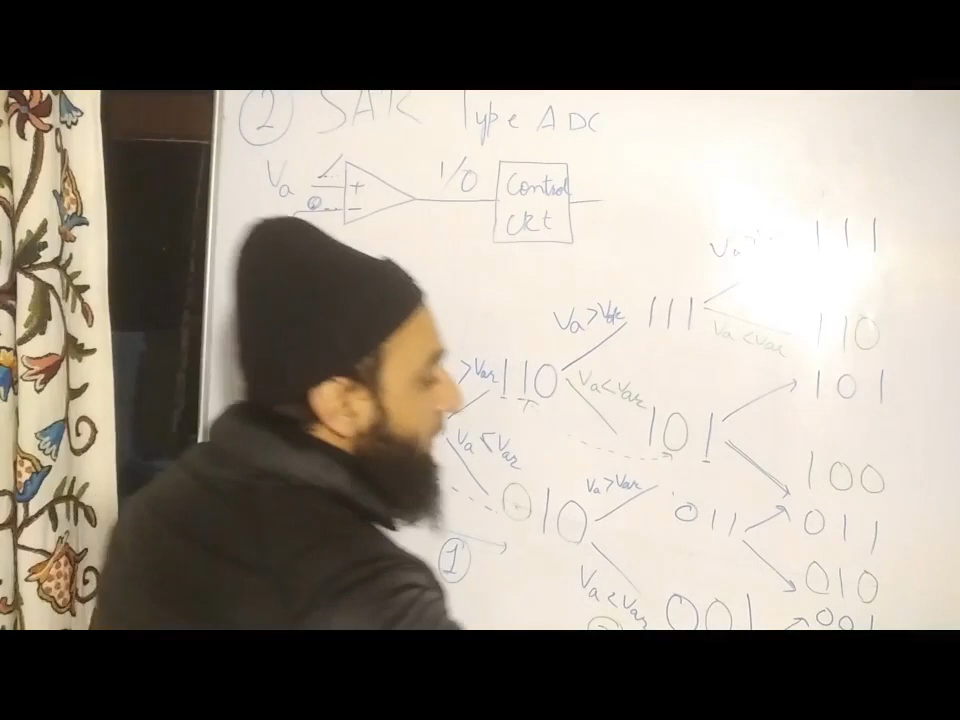 ② SAR Type ADC
Va + - 1/0 Control
Ckt
Va> 111
Va > Var 111 Va < Var 110
> Var 110 Va < Var 101 101
Va < Var 100
010 Va > Var 011 011
① 010
Va < Var 001 001